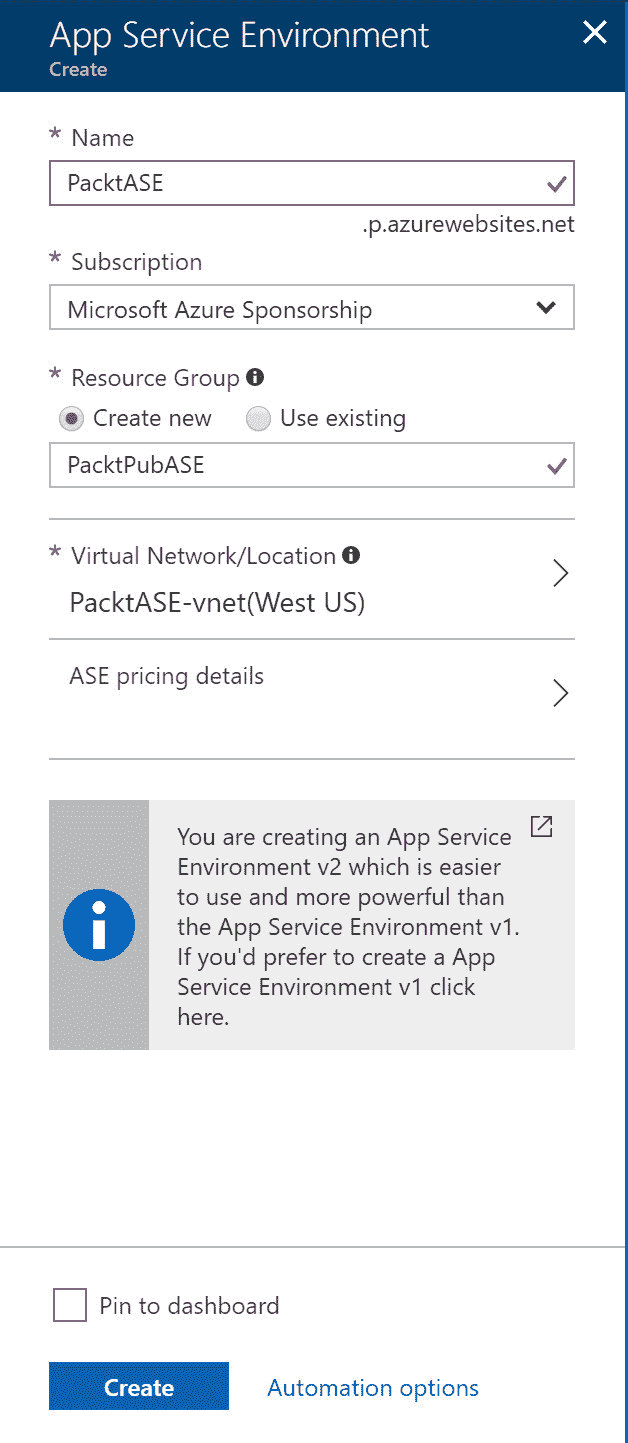 App Service Environment
Create
* Name
PacktASE
.p.azurewebsites.net
* Subscription
Microsoft Azure Sponsorship
* Resource Group
Create new Use existing
PacktPubASE
* Virtual Network/Location
PacktASE-vnet(West US)
ASE pricing details
You are creating an App Service
Environment v2 which is easier
to use and more powerful than
the App Service Environment v1.
If you'd prefer to create a App
Service Environment v1 click
here.
Pin to dashboard
Create Automation options